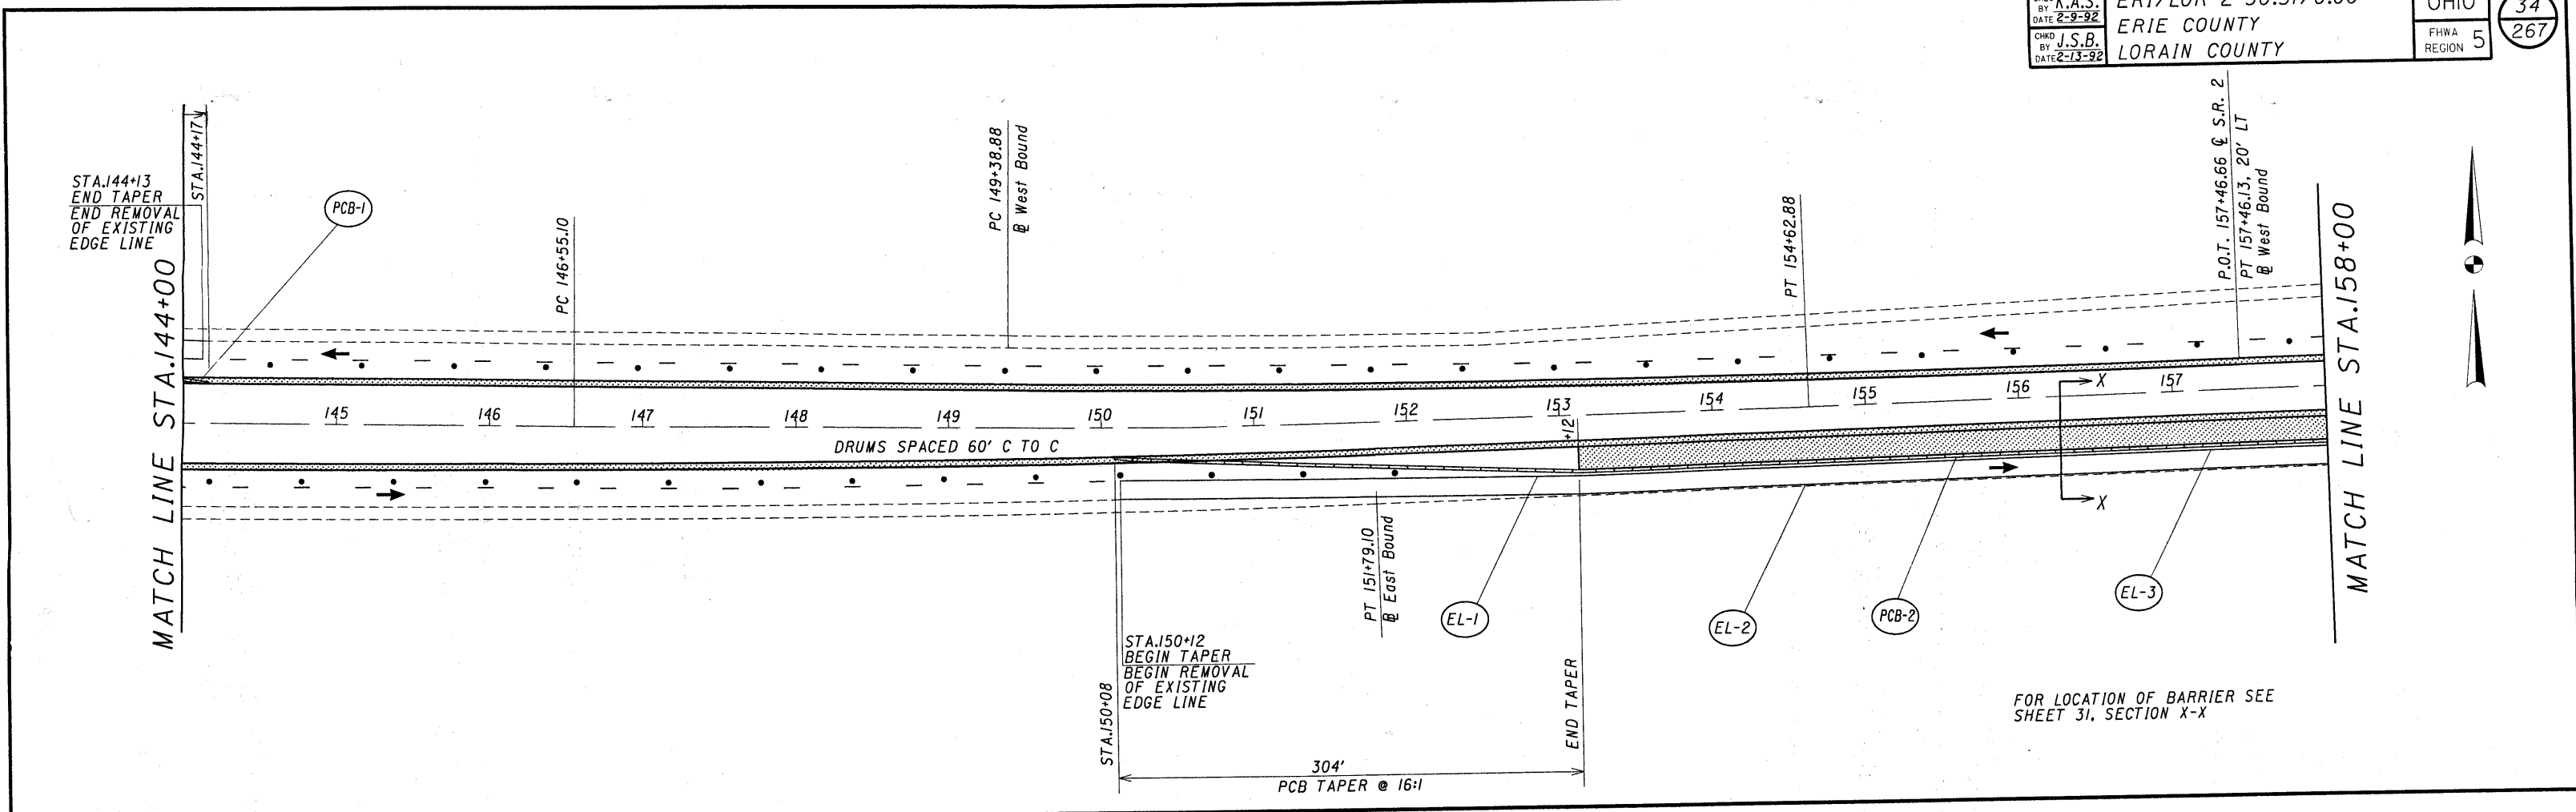 BY K.A.S.
DATE 2-9-92
CHKD
BY J.S.B.
DATE 2-13-92
ERIE COUNTY
LORAIN COUNTY
OHIO
FHWA
REGION 5
34
267
STA.144+17
STA.144+13
END TAPER
END REMOVAL
OF EXISTING
EDGE LINE
PCB-1
MATCH LINE STA.144+00
PC 146+55.10
PC 149+38.88
℄ West Bound
PT 154+62.88
P.O.T. 157+46.66 ℄ S.R. 2
PT 157+46.13, 20' LT
West Bound
MATCH LINE STA.158+00
145
146
147
148
149
150
151
152
153
154
155
156
157
X
X
+12
DRUMS SPACED 60' C TO C
PT 151+79.10
East Bound
EL-1
EL-2
PCB-2
EL-3
STA.150+12
BEGIN TAPER
BEGIN REMOVAL
OF EXISTING
EDGE LINE
STA.150+08
END TAPER
304'
PCB TAPER @ 16:1
FOR LOCATION OF BARRIER SEE
SHEET 31, SECTION X-X